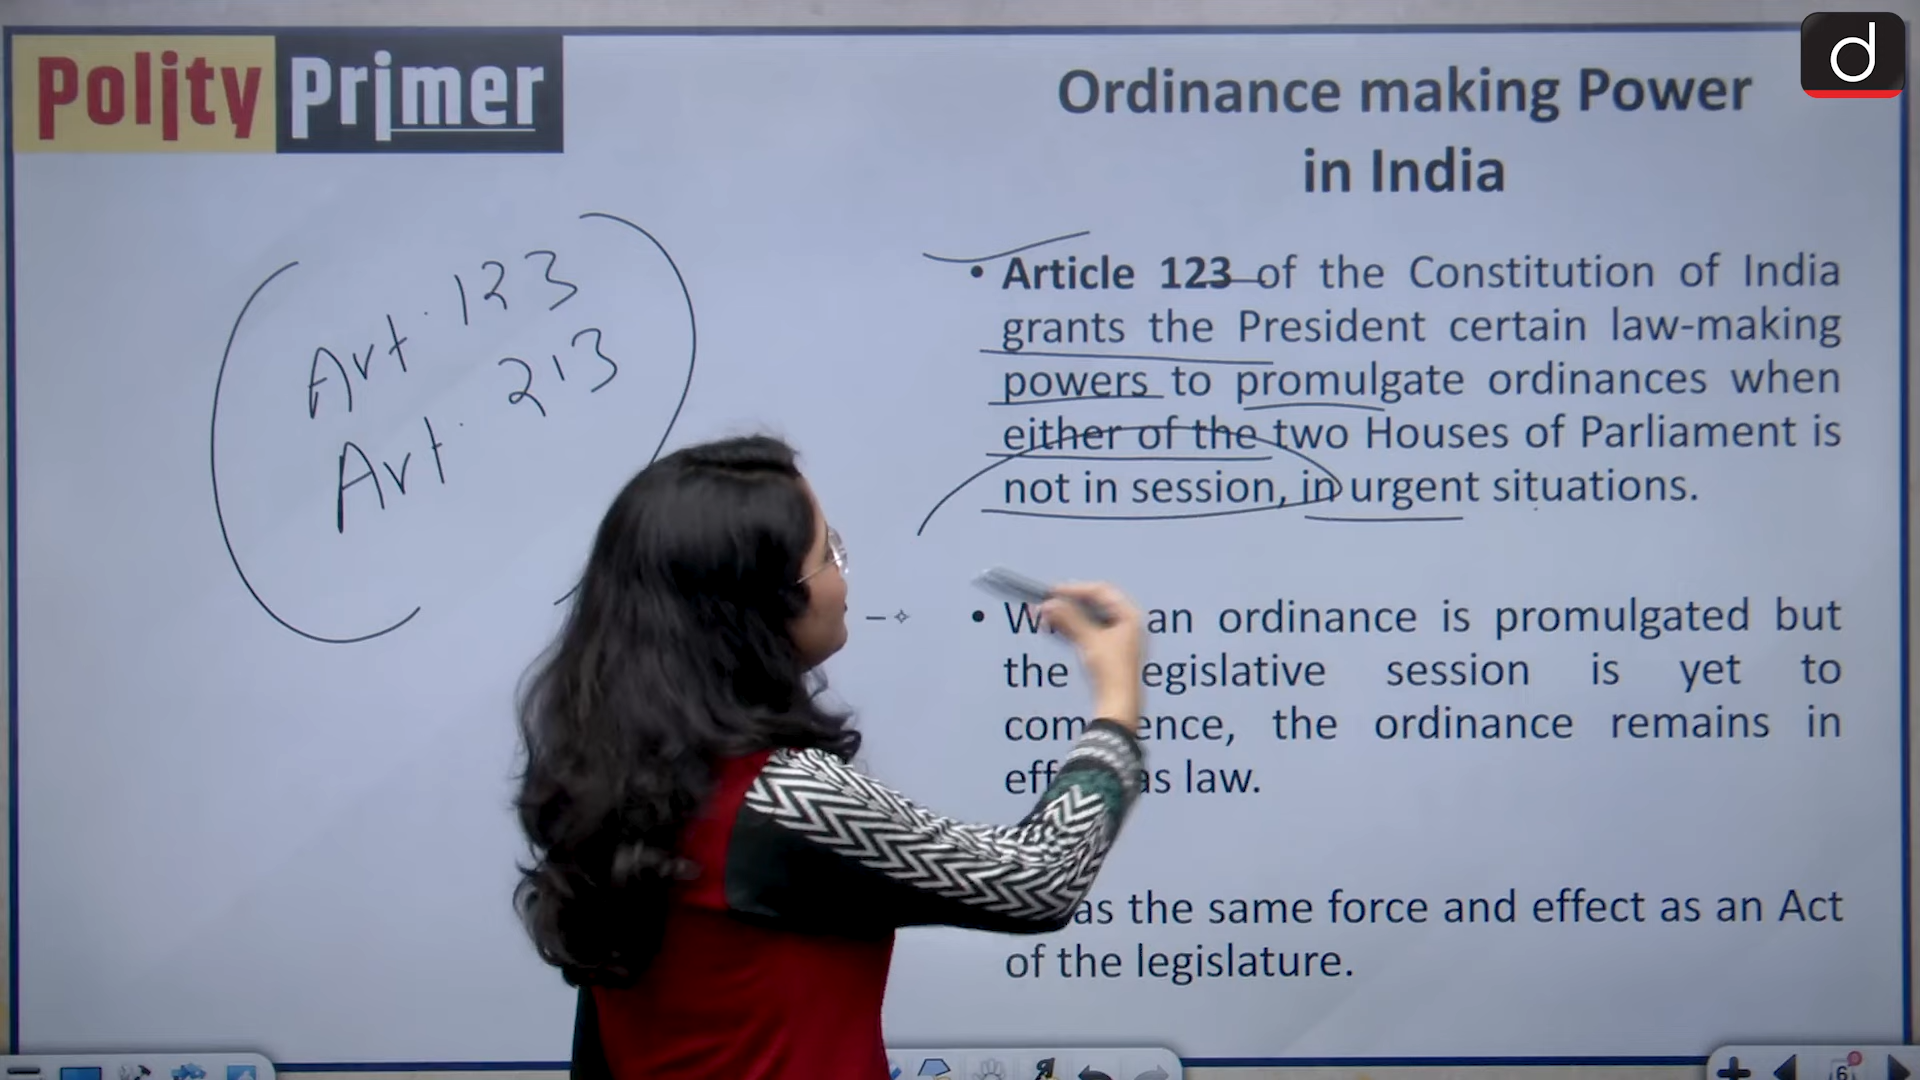 Polity Primer
d
Ordinance making Power
in India
Art. 123
Art. 213
• Article 123 of the Constitution of India
grants the President certain law-making
powers to promulgate ordinances when
either of the two Houses of Parliament is
not in session, in urgent situations.
• an ordinance is promulgated but
the egislative session is yet to
com ence, the ordinance remains in
eff as law.
as the same force and effect as an Act
of the legislature.
6